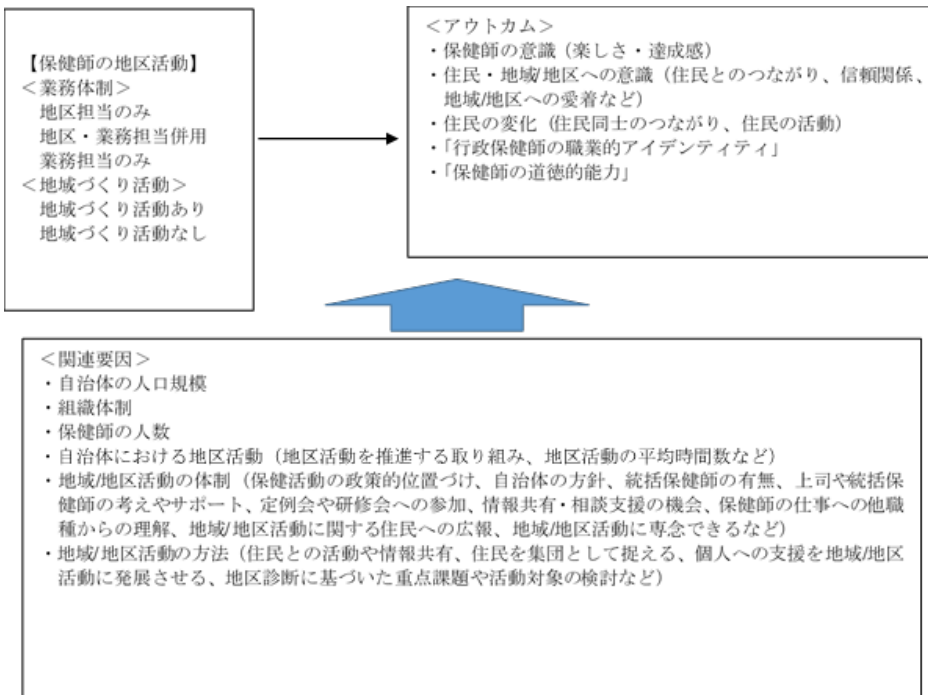 【保健師の地区活動】
＜業務体制＞
地区担当のみ
地区・業務担当併用
業務担当のみ
＜地域づくり活動＞
地域づくり活動あり
地域づくり活動なし
＜アウトカム＞
・保健師の意識（楽しさ・達成感）
・住民・地域/地区への意識（住民とのつながり、信頼関係、
地域/地区への愛着など）
・住民の変化（住民同士のつながり、住民の活動）
・「行政保健師の職業的アイデンティティ」
・「保健師の道徳的能力」
＜関連要因＞
・自治体の人口規模
・組織体制
・保健師の人数
・自治体における地区活動（地区活動を推進する取り組み、地区活動の平均時間数など）
・地域/地区活動の体制（保健活動の政策的位置づけ、自治体の方針、統括保健師の有無、上司や統括保
健師の考えやサポート、定例会や研修会への参加、情報共有・相談支援の機会、保健師の仕事への他職
種からの理解、地域/地区活動に関する住民への広報、地域/地区活動に専念できるなど）
・地域/地区活動の方法（住民との活動や情報共有、住民を集団として捉える、個人への支援を地域/地区
活動に発展させる、地区診断に基づいた重点課題や活動対象の検討など）